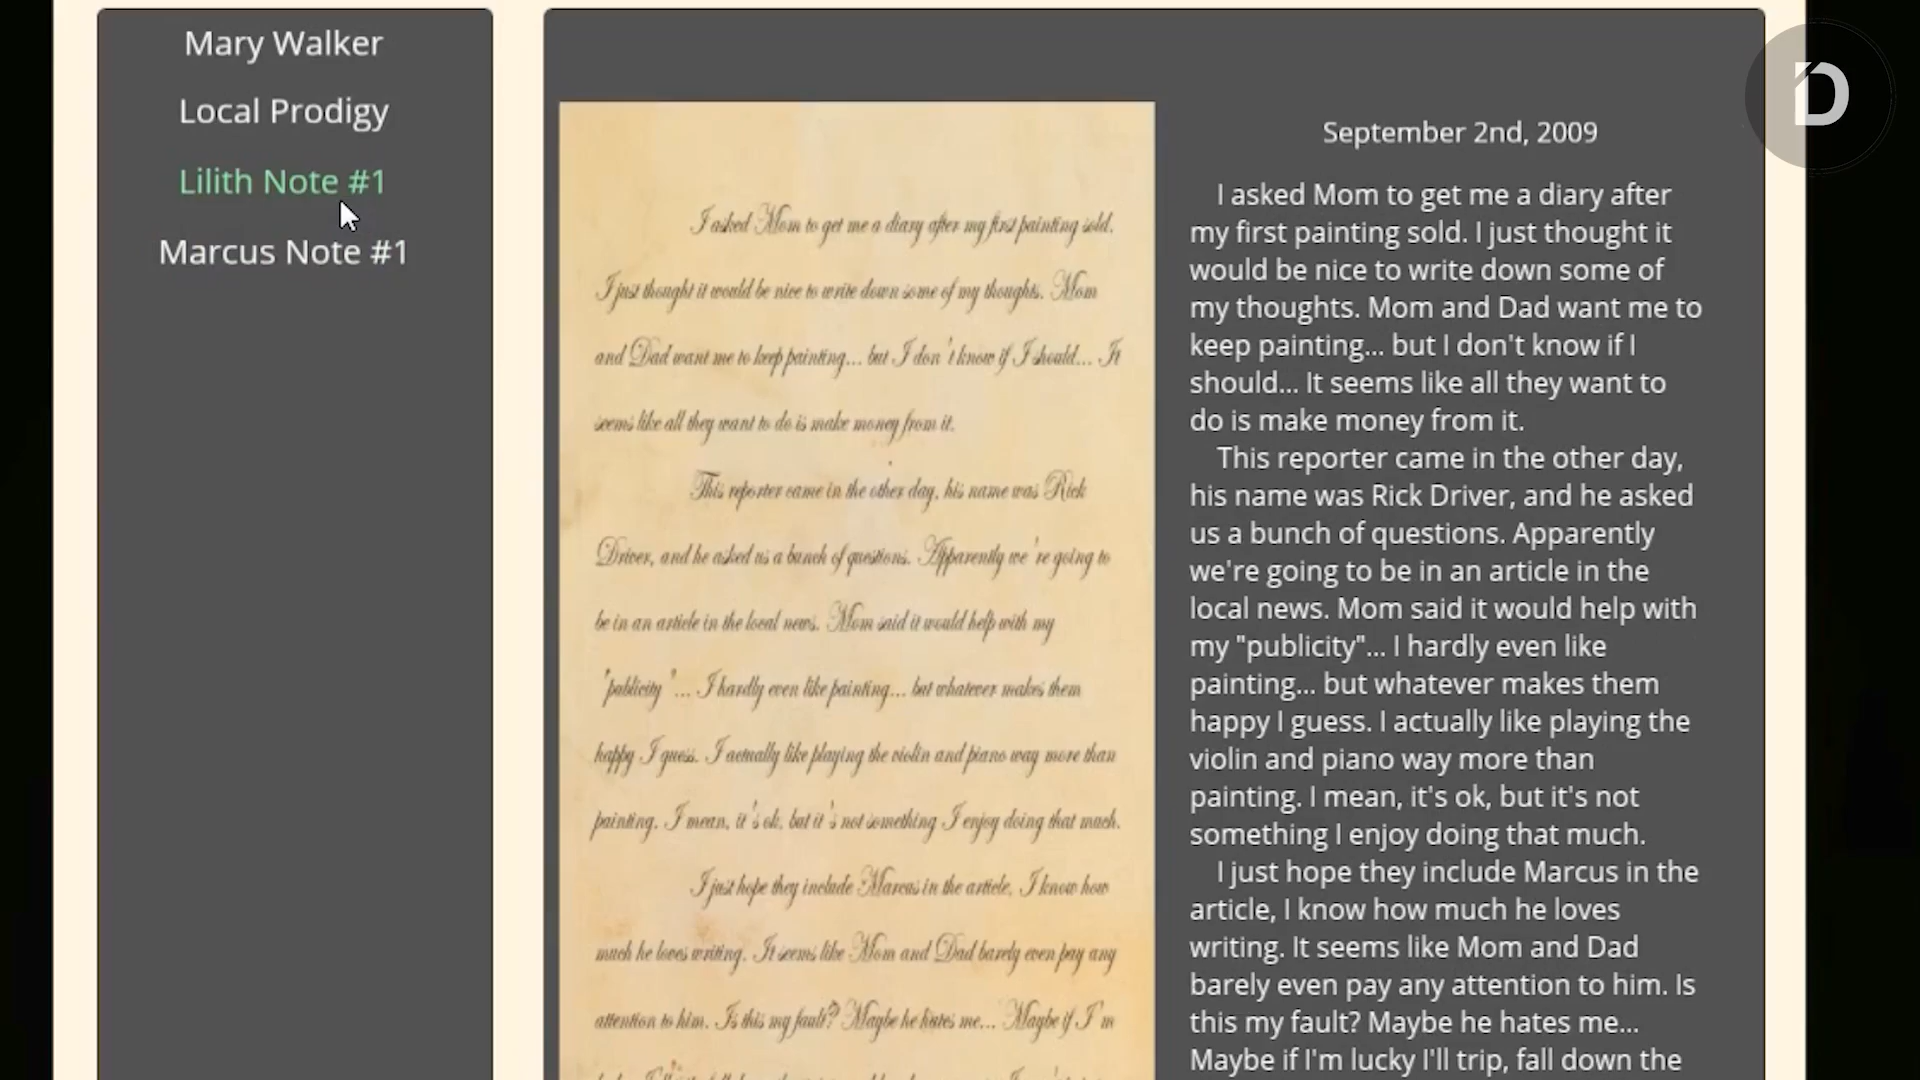 Mary Walker
Local Prodigy
Lilith Note #1
Marcus Note #1
I asked Mom to get me a diary after my first painting sold.
I just thought it would be nice to write down some of my thoughts. Mom
and Dad want me to keep painting... but I don't know if I should... It
seems like all they want to do is make money from it.
This reporter came in the other day, his name was Rick
Driver, and he asked us a bunch of questions. Apparently we're going to
be in an article in the local news. Mom said it would help with my
"publicity"... I hardly even like painting... but whatever makes them
happy I guess. I actually like playing the violin and piano way more than
painting. I mean, it's ok, but it's not something I enjoy doing that much.
I just hope they include Marcus in the article, I know how
much he loves writing. It seems like Mom and Dad barely even pay any
attention to him. Is this my fault? Maybe he hates me... Maybe if I'm
September 2nd, 2009
I asked Mom to get me a diary after
my first painting sold. I just thought it
would be nice to write down some of
my thoughts. Mom and Dad want me to
keep painting... but I don't know if I
should... It seems like all they want to
do is make money from it.
This reporter came in the other day,
his name was Rick Driver, and he asked
us a bunch of questions. Apparently
we're going to be in an article in the
local news. Mom said it would help with
my "publicity"... I hardly even like
painting... but whatever makes them
happy I guess. I actually like playing the
violin and piano way more than
painting. I mean, it's ok, but it's not
something I enjoy doing that much.
I just hope they include Marcus in the
article, I know how much he loves
writing. It seems like Mom and Dad
barely even pay any attention to him. Is
this my fault? Maybe he hates me...
Maybe if I'm lucky I'll trip, fall down the
D